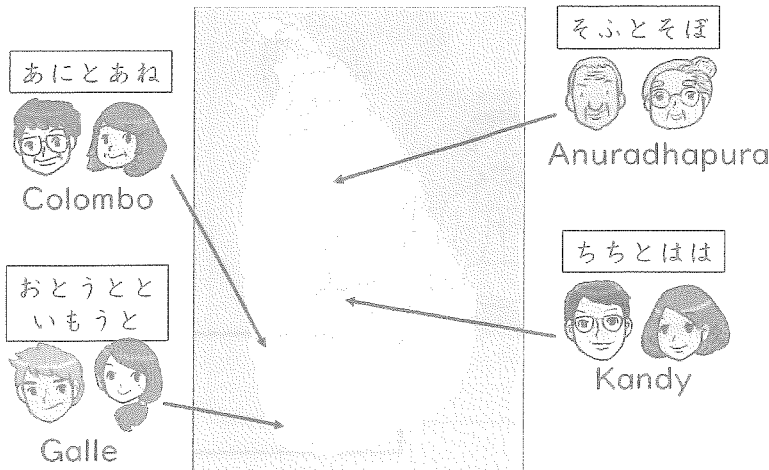 あにとあね
Colombo
おとうとと
いもうと
Galle
そふとそぼ
Anuradhapura
ちちとはは
Kandy